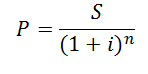 P = S / (1 + i)ⁿ